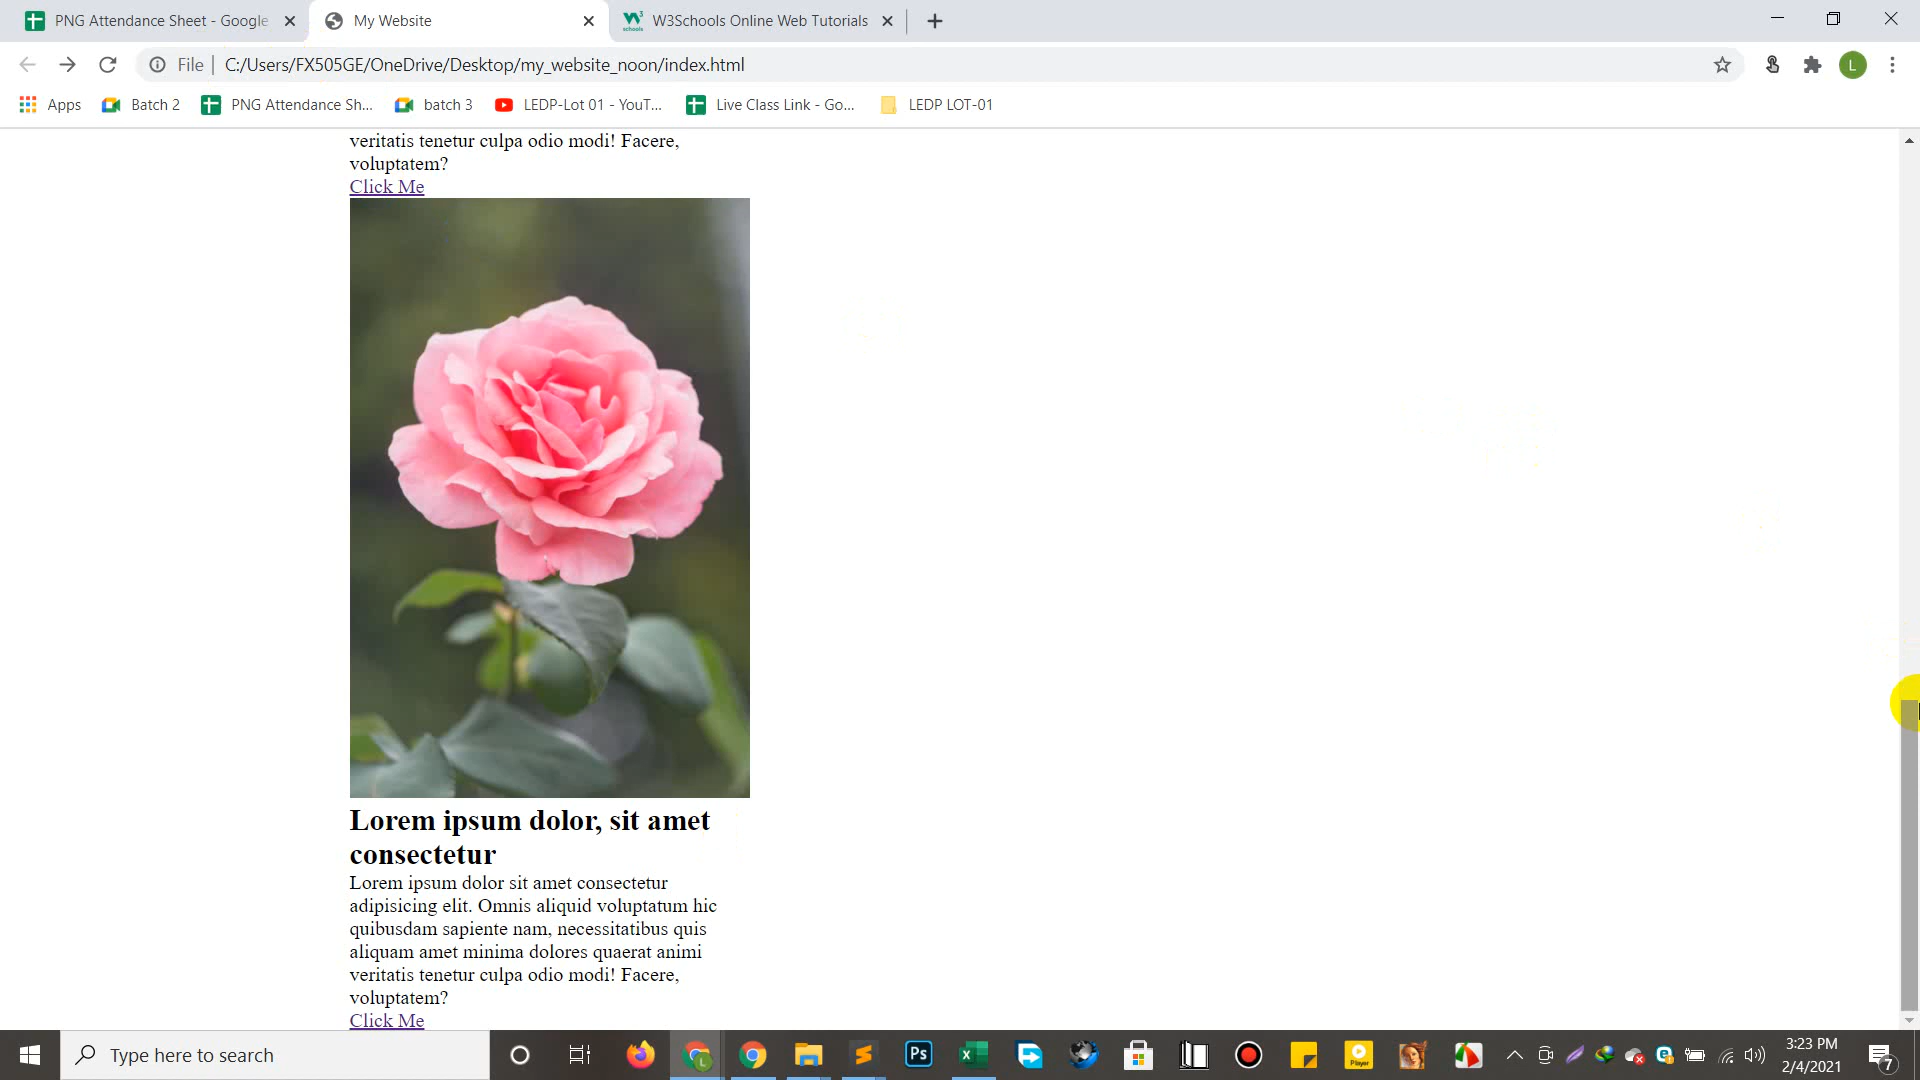 PNG Attendance Sheet - Google
My Website
W3Schools Online Web Tutorials
File
C:/Users/FX505GE/OneDrive/Desktop/my_website_noon/index.html
L
Apps
Batch 2
PNG Attendance Sh...
batch 3
LEDP-Lot 01 - YouT...
Live Class Link - Go...
LEDP LOT-01
veritatis tenetur culpa odio modi! Facere,
voluptatem?
Click Me
Lorem ipsum dolor, sit amet
consectetur
Lorem ipsum dolor sit amet consectetur
adipisicing elit. Omnis aliquid voluptatum hic
quibusdam sapiente nam, necessitatibus quis
aliquam amet minima dolores quaerat animi
veritatis tenetur culpa odio modi! Facere,
voluptatem?
Click Me
Type here to search
Ps
Player
3:23 PM
2/4/2021
7